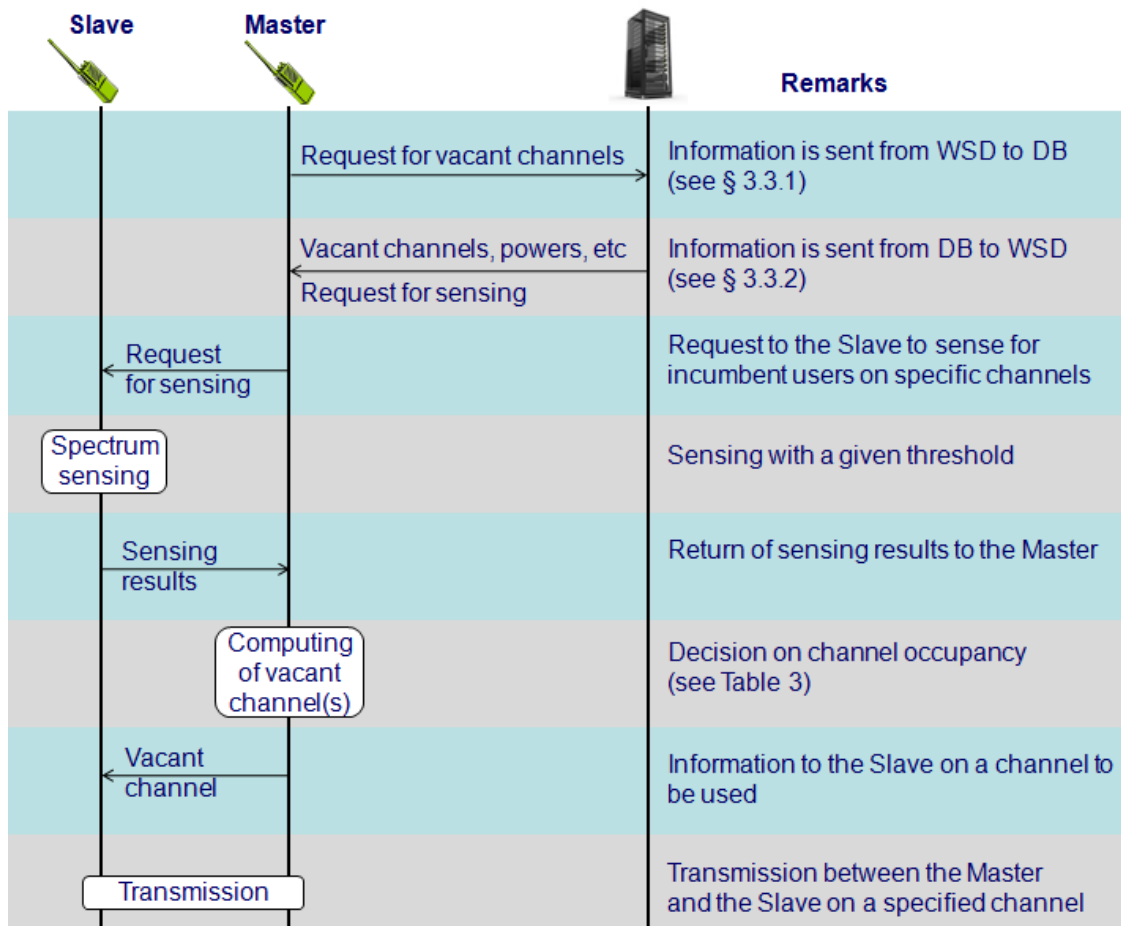 Slave
Master
Remarks
Request for vacant channels
Information is sent from WSD to DB
(see § 3.3.1)
Vacant channels, powers, etc
Request for sensing
Information is sent from DB to WSD
(see § 3.3.2)
Request
for sensing
Request to the Slave to sense for
incumbent users on specific channels
Spectrum
sensing
Sensing with a given threshold
Sensing
results
Return of sensing results to the Master
Computing
of vacant
channel(s)
Decision on channel occupancy
(see Table 3)
Vacant
channel
Information to the Slave on a channel to
be used
Transmission
Transmission between the Master
and the Slave on a specified channel